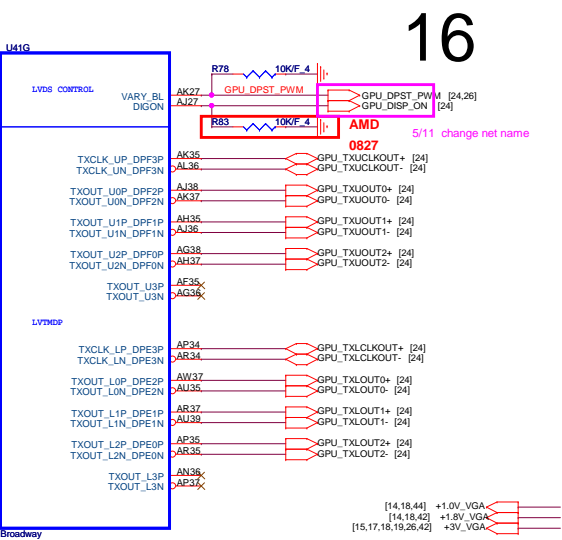 16
U41G
R78 10K/F_4
LVDS CONTROL
GPU_DPST_PWM
VARY_BL AK27 GPU_DPST_PWM [24,26]
DIGON AJ27 GPU_DISP_ON [24]
R83 10K/F_4 AMD
5/11 change net name
0827
TXCLK_UP_DPF3P AK35 GPU_TXUCLKOUT+ [24]
TXCLK_UN_DPF3N AL36 GPU_TXUCLKOUT- [24]
TXOUT_U0P_DPF2P AJ38 GPU_TXUOUT0+ [24]
TXOUT_U0N_DPF2N AK37 GPU_TXUOUT0- [24]
TXOUT_U1P_DPF1P AH35 GPU_TXUOUT1+ [24]
TXOUT_U1N_DPF1N AJ36 GPU_TXUOUT1- [24]
TXOUT_U2P_DPF0P AG38 GPU_TXUOUT2+ [24]
TXOUT_U2N_DPF0N AH37 GPU_TXUOUT2- [24]
TXOUT_U3P AF35
TXOUT_U3N AG36
LVTMDP
TXCLK_LP_DPE3P AP34 GPU_TXLCLKOUT+ [24]
TXCLK_LN_DPE3N AR34 GPU_TXLCLKOUT- [24]
TXOUT_L0P_DPE2P AW37 GPU_TXLOUT0+ [24]
TXOUT_L0N_DPE2N AU35 GPU_TXLOUT0- [24]
TXOUT_L1P_DPE1P AR37 GPU_TXLOUT1+ [24]
TXOUT_L1N_DPE1N AU39 GPU_TXLOUT1- [24]
TXOUT_L2P_DPE0P AP35 GPU_TXLOUT2+ [24]
TXOUT_L2N_DPE0N AR35 GPU_TXLOUT2- [24]
TXOUT_L3P AN36
TXOUT_L3N AP37
[14,18,44] +1.0V_VGA
[14,18,42] +1.8V_VGA
[15,17,18,19,26,42] +3V_VGA
Broadway